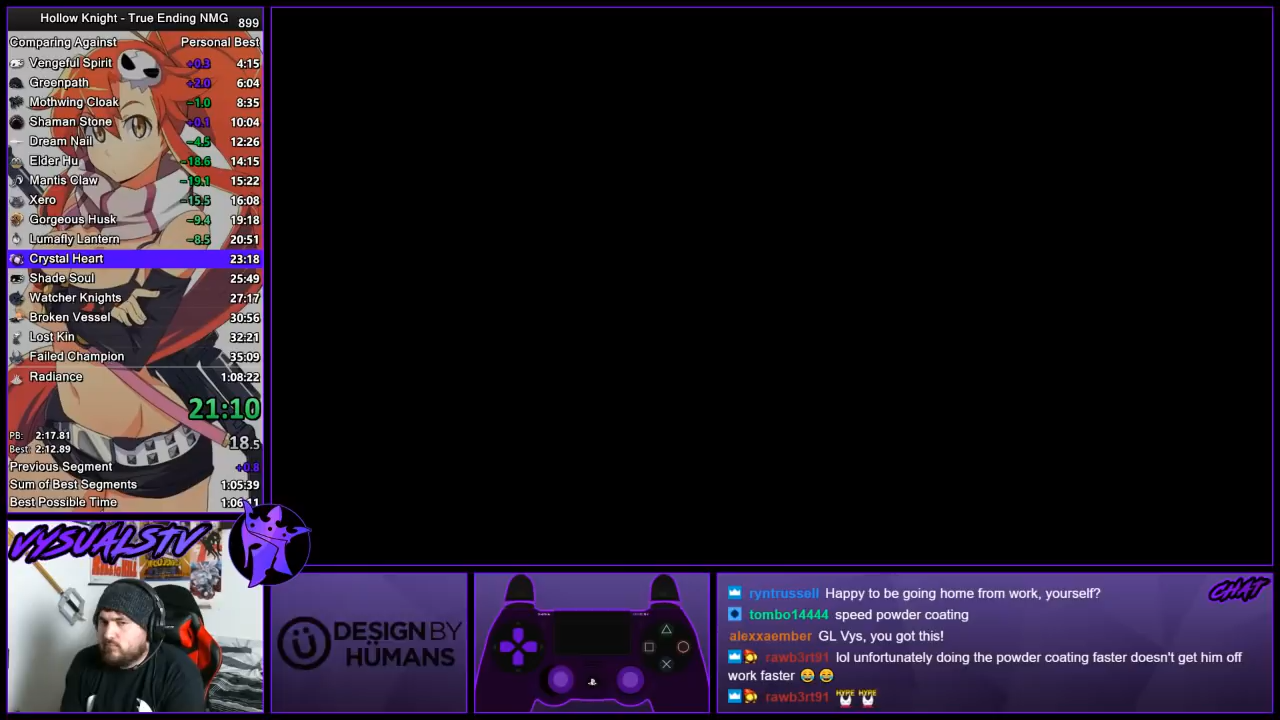 Hollow Knight - True Ending NMG 899
Comparing Against Personal Best
Vengeful Spirit +0.3 4:15
Greenpath +2.0 6:04
Mothwing Cloak −1.0 8:35
Shaman Stone +0.1 10:04
Dream Nail −4.5 12:26
Elder Hu −18.6 14:15
Mantis Claw −19.1 15:22
Xero −15.5 16:08
Gorgeous Husk −9.4 19:18
Lumafly Lantern −8.5 20:51
Crystal Heart 23:18
Shade Soul 25:49
Watcher Knights 27:17
Broken Vessel 30:56
Lost Kin 32:21
Failed Champion 35:09
Radiance 1:08:22
21:10
PB: 2:17.81
Best: 2:12.89
18.5
Previous Segment +0.8
Sum of Best Segments 1:05:39
Best Possible Time 1:06:11
VYSUALSTV
DESIGN BY
HÜMANS
CHAT
ryntrussell Happy to be going home from work, yourself?
tombo14444 speed powder coating
alexxaember GL Vys, you got this!
rawb3rt91 lol unfortunately doing the powder coating faster doesn't get him off
work faster 😂 😂
rawb3rt91 HYPE HYPE